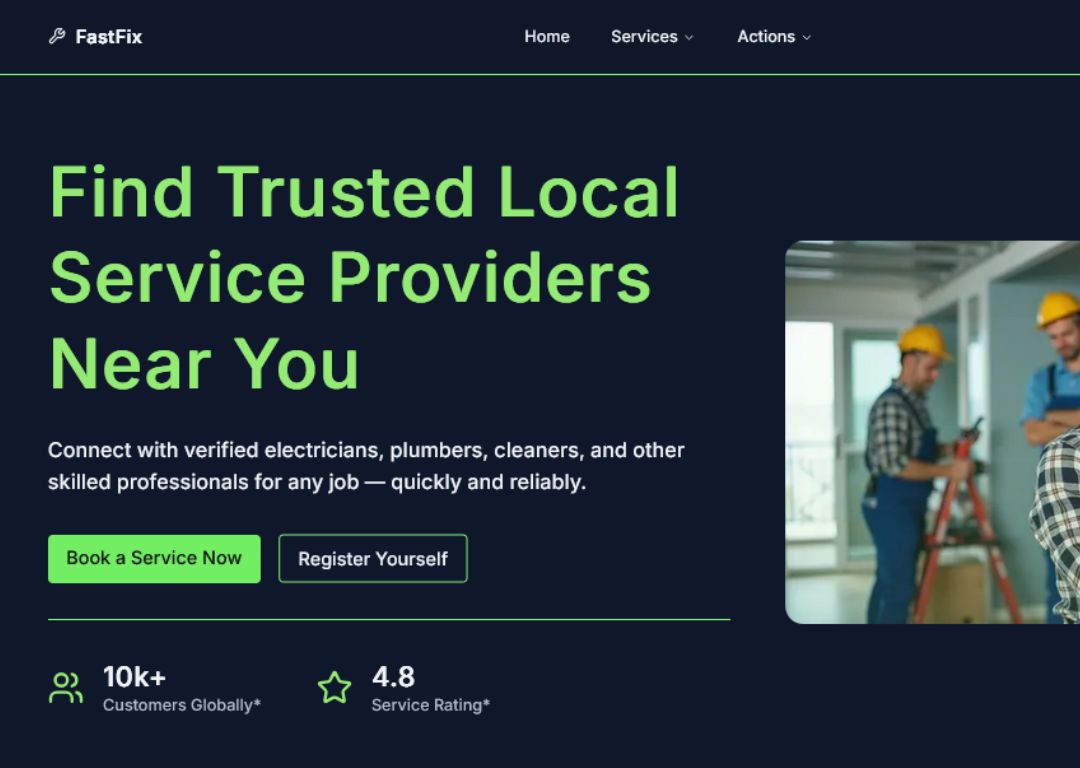 FastFix
Home Services Actions
Find Trusted Local
Service Providers
Near You
Connect with verified electricians, plumbers, cleaners, and other
skilled professionals for any job — quickly and reliably.
Book a Service Now Register Yourself
10k+
Customers Globally*
4.8
Service Rating*